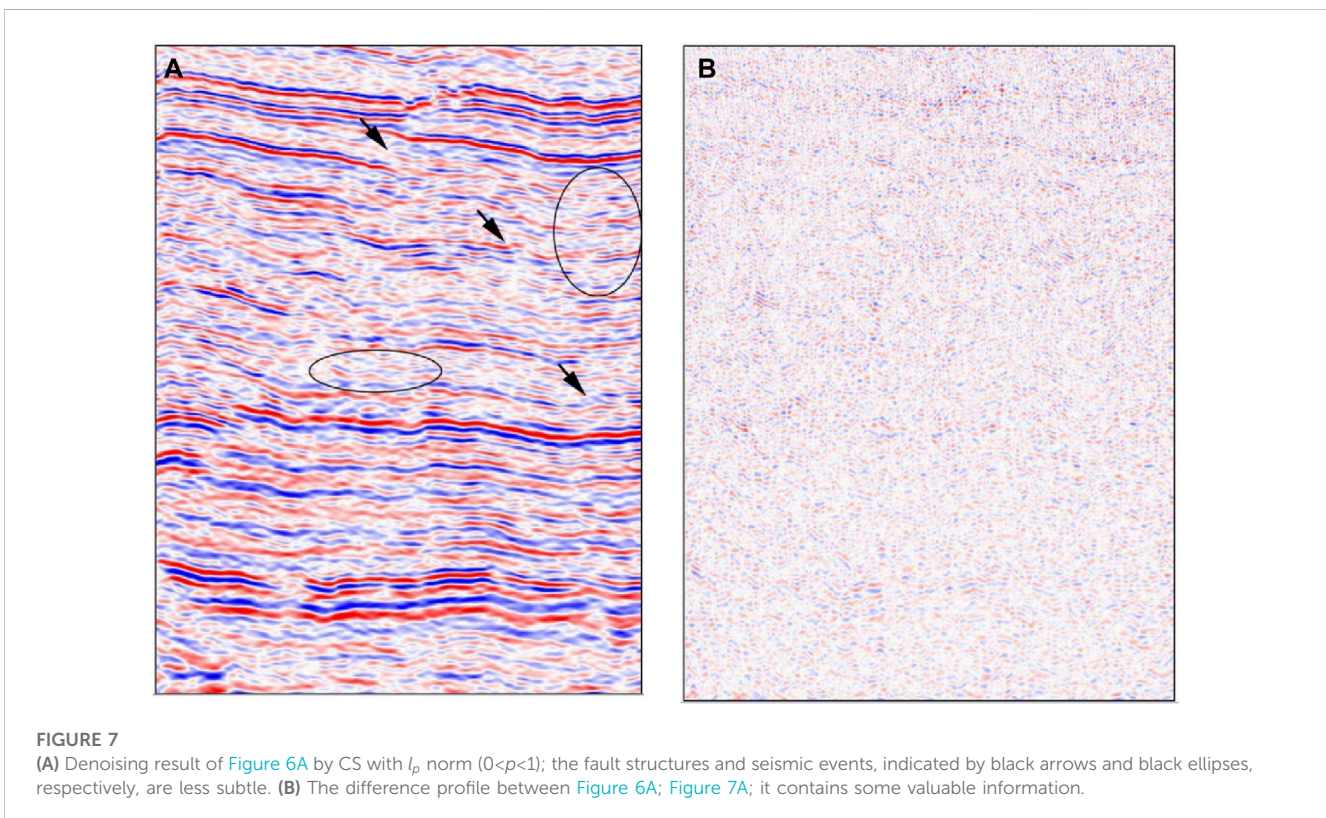 A
B
FIGURE 7
(A) Denoising result of Figure 6A by CS with lp norm (0<p<1); the fault structures and seismic events, indicated by black arrows and black ellipses,
respectively, are less subtle. (B) The difference profile between Figure 6A; Figure 7A; it contains some valuable information.